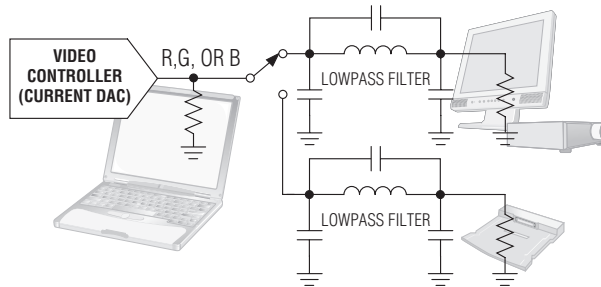 VIDEO
CONTROLLER
(CURRENT DAC)
R,G, OR B
LOWPASS FILTER
LOWPASS FILTER